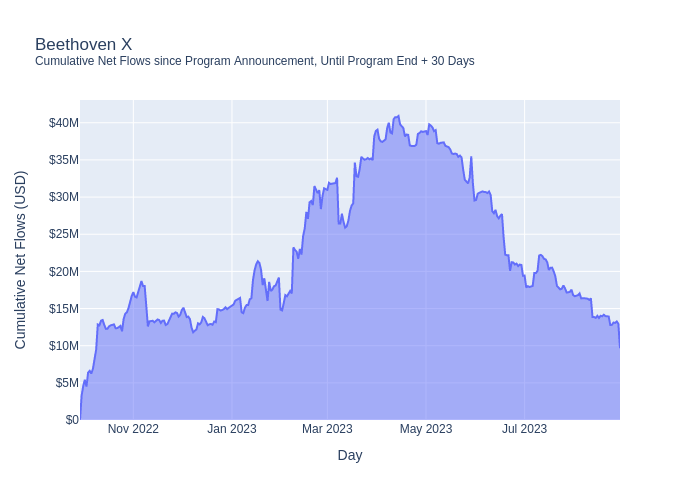 Beethoven X
Cumulative Net Flows since Program Announcement, Until Program End + 30 Days
Cumulative Net Flows (USD)
$40M
$35M
$30M
$25M
$20M
$15M
$10M
$5M
$0
Nov 2022 Jan 2023 Mar 2023 May 2023 Jul 2023
Day